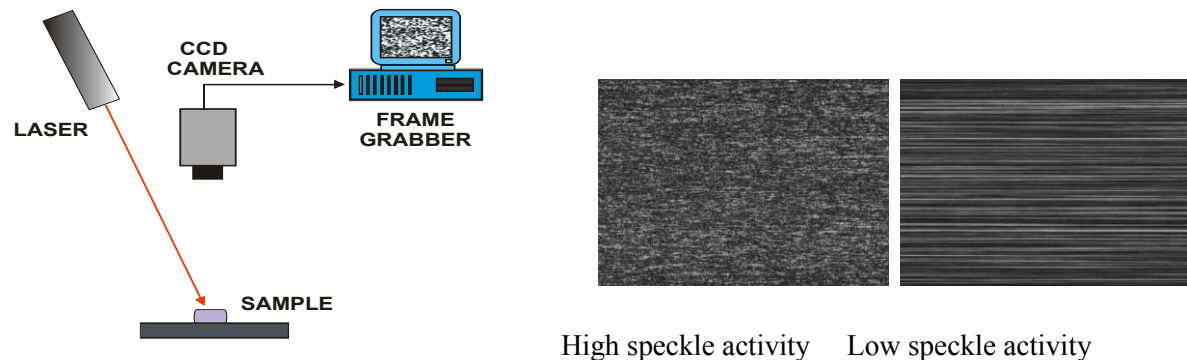 CCD
CAMERA
LASER
FRAME
GRABBER
SAMPLE
High speckle activity
Low speckle activity